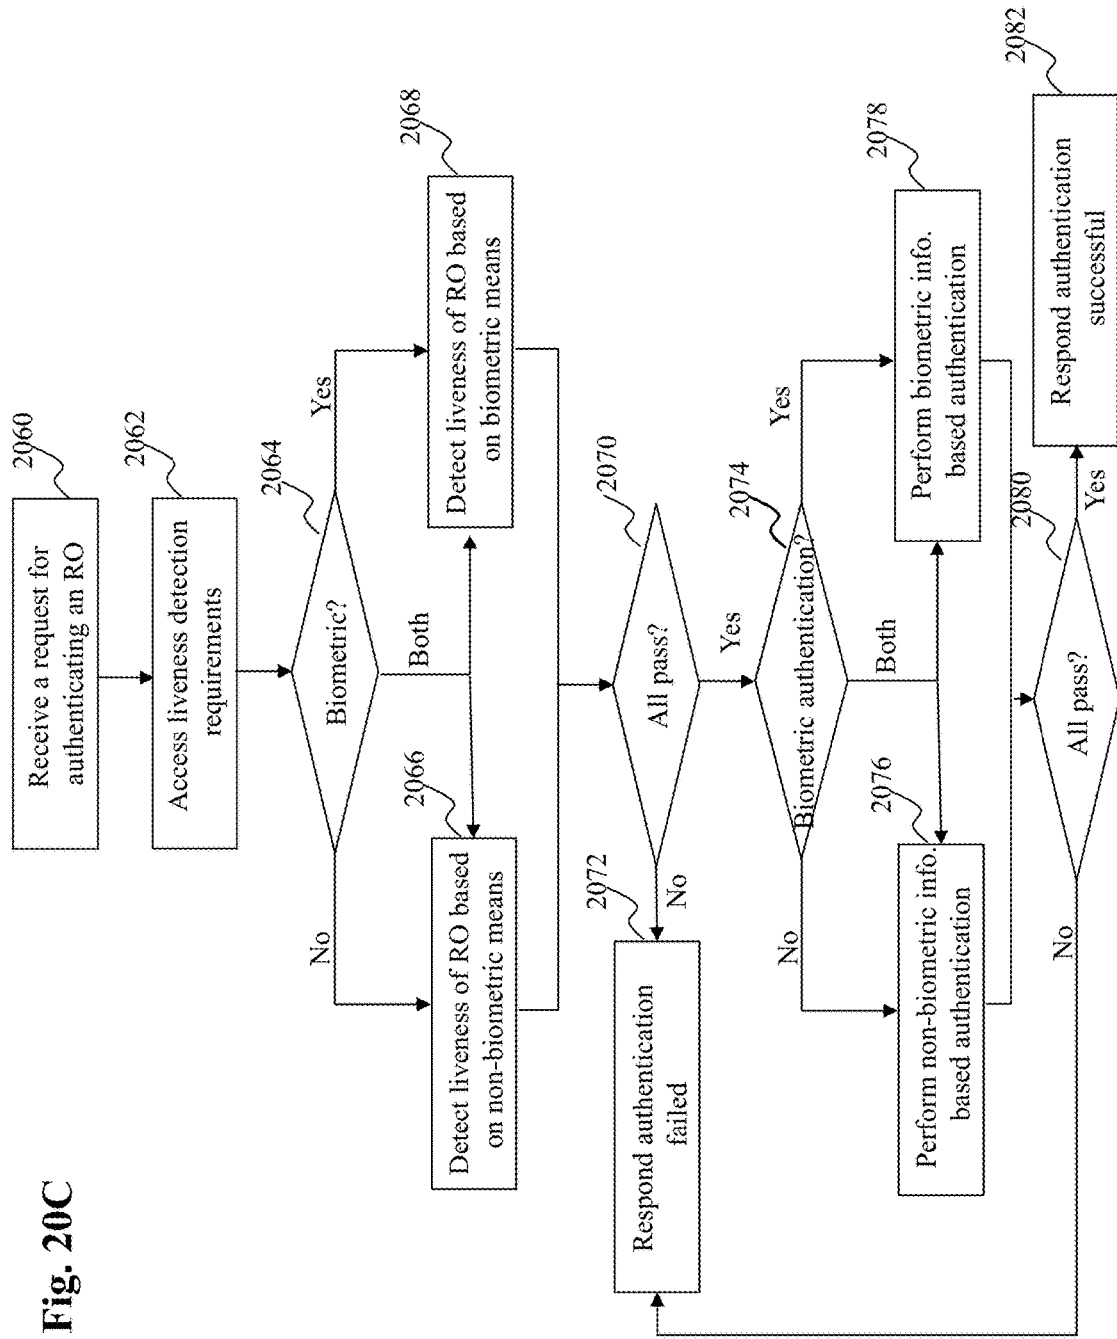 Fig. 20C
2060
Receive a request for
authenticating an RO
2062
Access liveness detection
requirements
2064
Biometric?
No
Yes
Both
2066
Detect liveness of RO based
on non-biometric means
2068
Detect liveness of RO based
on biometric means
2070
All pass?
No
Yes
2072
Respond authentication
failed
2074
Biometric authentication?
No
Yes
Both
2076
Perform non-biometric info.
based authentication
2078
Perform biometric info.
based authentication
2080
All pass?
No
Yes
2082
Respond authentication
successful